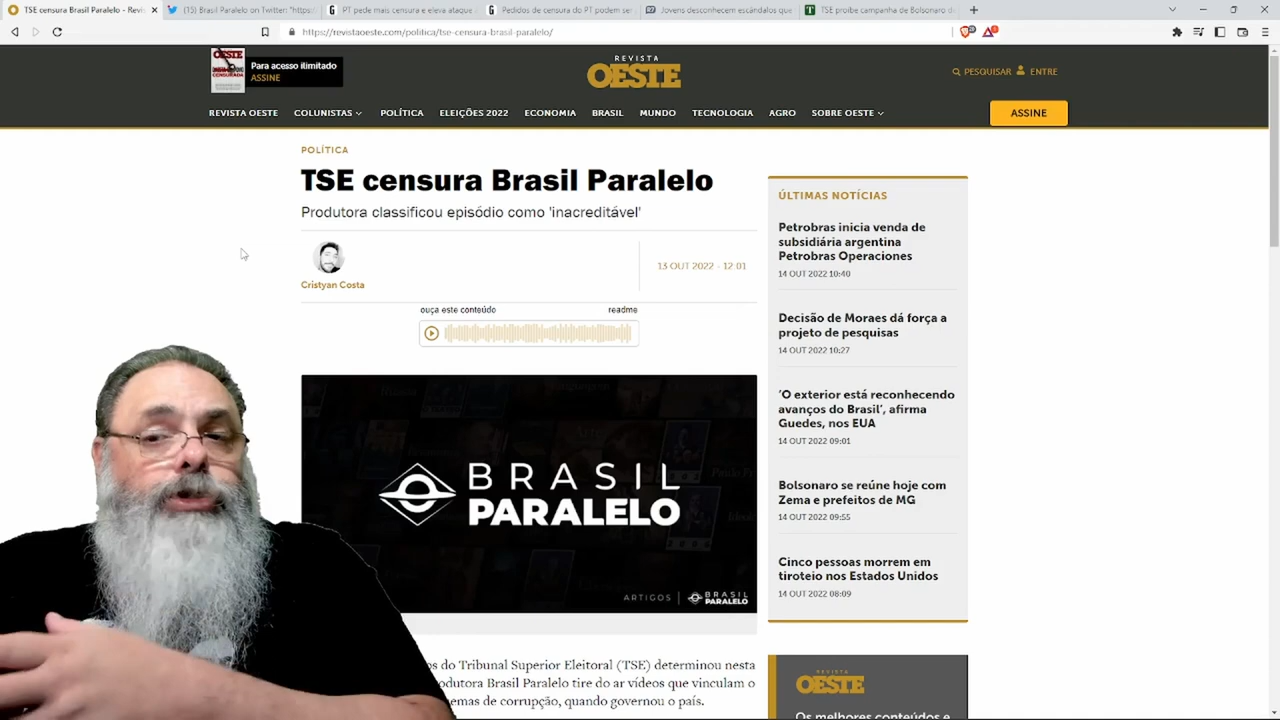 TSE censura Brasil Paralelo - Revis
(15) Brasil Paralelo on Twitter: "https:
PT pede mais censura e eleva ataque
Pedidos de censura do PT podem ser
Jovens desconhecem escândalos que
TSE proíbe campanha de Bolsonaro d
https://revistaoeste.com/politica/tse-censura-brasil-paralelo/
OESTE
Para acesso ilimitado
ASSINE
REVISTA
OESTE
PESQUISAR
ENTRE
REVISTA OESTE
COLUNISTAS
POLÍTICA
ELEIÇÕES 2022
ECONOMIA
BRASIL
MUNDO
TECNOLOGIA
AGRO
SOBRE OESTE
ASSINE
POLÍTICA
TSE censura Brasil Paralelo
Produtora classificou episódio como 'inacreditável'
Cristyan Costa
13 OUT 2022 - 12:01
ouça este conteúdo
readme
BRASIL
PARALELO
ARTIGOS
BRASIL
PARALELO
os do Tribunal Superior Eleitoral (TSE) determinou nesta
odutora Brasil Paralelo tire do ar vídeos que vinculam o
emas de corrupção, quando governou o país.
ÚLTIMAS NOTÍCIAS
Petrobras inicia venda de
subsidiária argentina
Petrobras Operaciones
14 OUT 2022 10:40
Decisão de Moraes dá força a
projeto de pesquisas
14 OUT 2022 10:27
'O exterior está reconhecendo
avanços do Brasil', afirma
Guedes, nos EUA
14 OUT 2022 09:01
Bolsonaro se reúne hoje com
Zema e prefeitos de MG
14 OUT 2022 09:55
Cinco pessoas morrem em
tiroteio nos Estados Unidos
14 OUT 2022 08:09
REVISTA
OESTE
Os melhores conteúdos e